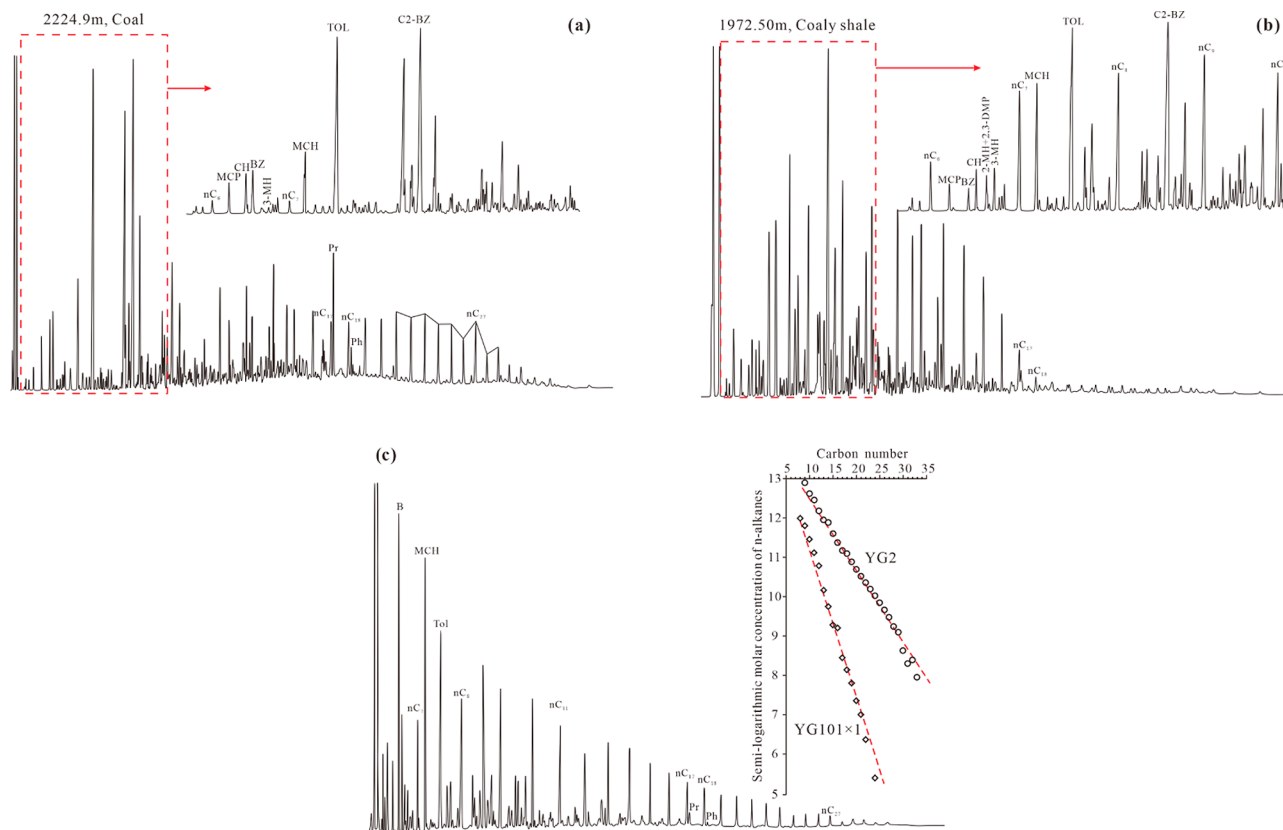 2224.9m, Coal
(a)
TOL
C2-BZ
MCH
CH
BZ
MCP
3-MH
nC₆
nC₇
Pr
nC₁₇
nC₁₈
Ph
nC₂₅
1972.50m, Coaly shale
(b)
C2-BZ
TOL
nC₉
nC₈
nC
MCH
nC₇
2-MH+2,3-DMP
3-MH
CH
nC₆
MCP
BZ
nC₁₇
nC₁₈
(c)
B
MCH
Tol
nC₇
nC₈
nC₁₁
nC₁₇
nC₁₈
Pr
Ph
nC₂₇
Carbon number
5 10 15 20 25 30 35
Semi-logarithmic molar concentration of n-alkanes
13
12
11
10
9
8
7
6
5
YG2
YG101×1